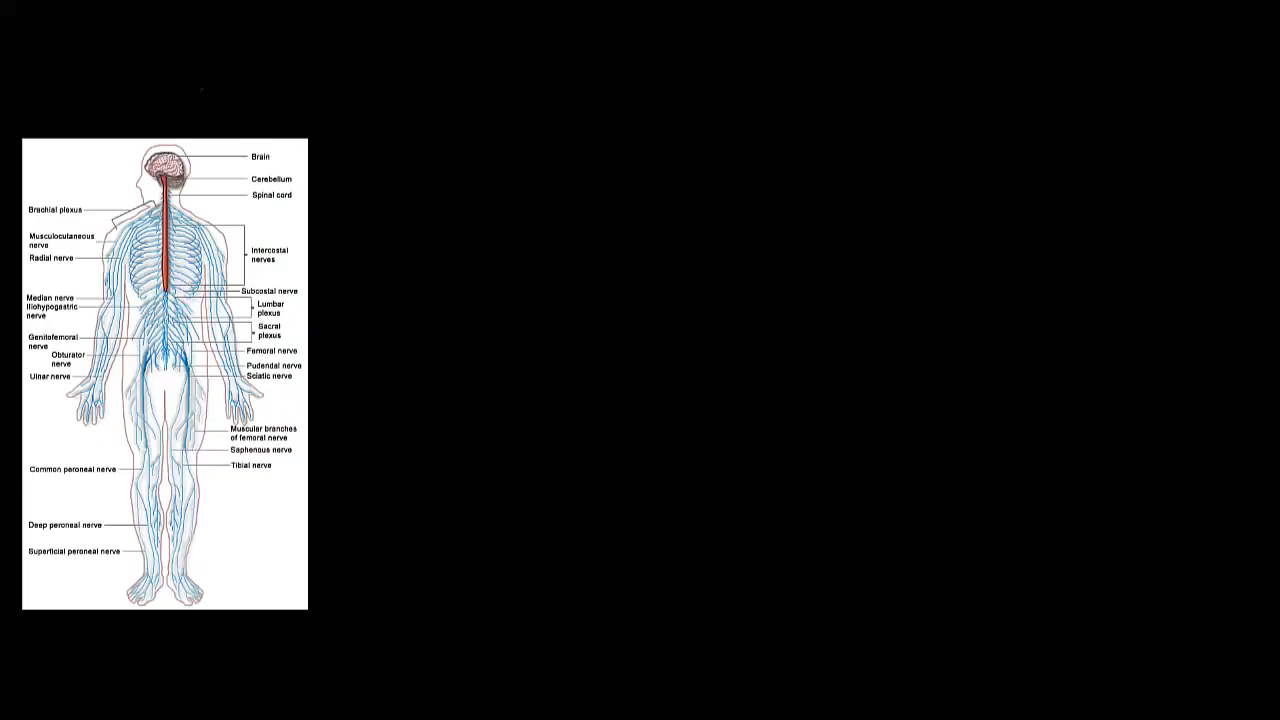 Brain
Cerebellum
Spinal cord
Brachial plexus
Musculocutaneous
nerve
Radial nerve
Intercostal
nerves
Subcostal nerve
Median nerve
Iliohypogastric
nerve
Lumbar
plexus
Sacral
plexus
Genitofemoral
nerve
Obturator
nerve
Ulnar nerve
Femoral nerve
Pudendal nerve
Sciatic nerve
Muscular branches
of femoral nerve
Saphenous nerve
Tibial nerve
Common peroneal nerve
Deep peroneal nerve
Superficial peroneal nerve